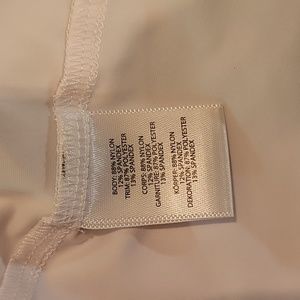 BODY: 88% NYLON
12% SPANDEX
TRIM: 87% POLYESTER
13% SPANDEX
CORPS: 88% NYLON
12% SPANDEX
GARNITURE: 87% POLYESTER
13% SPANDEX
KÖRPER: 88% NYLON
12% SPANDEX
DEKORATION: 87% POLYESTER
13% SPANDEX